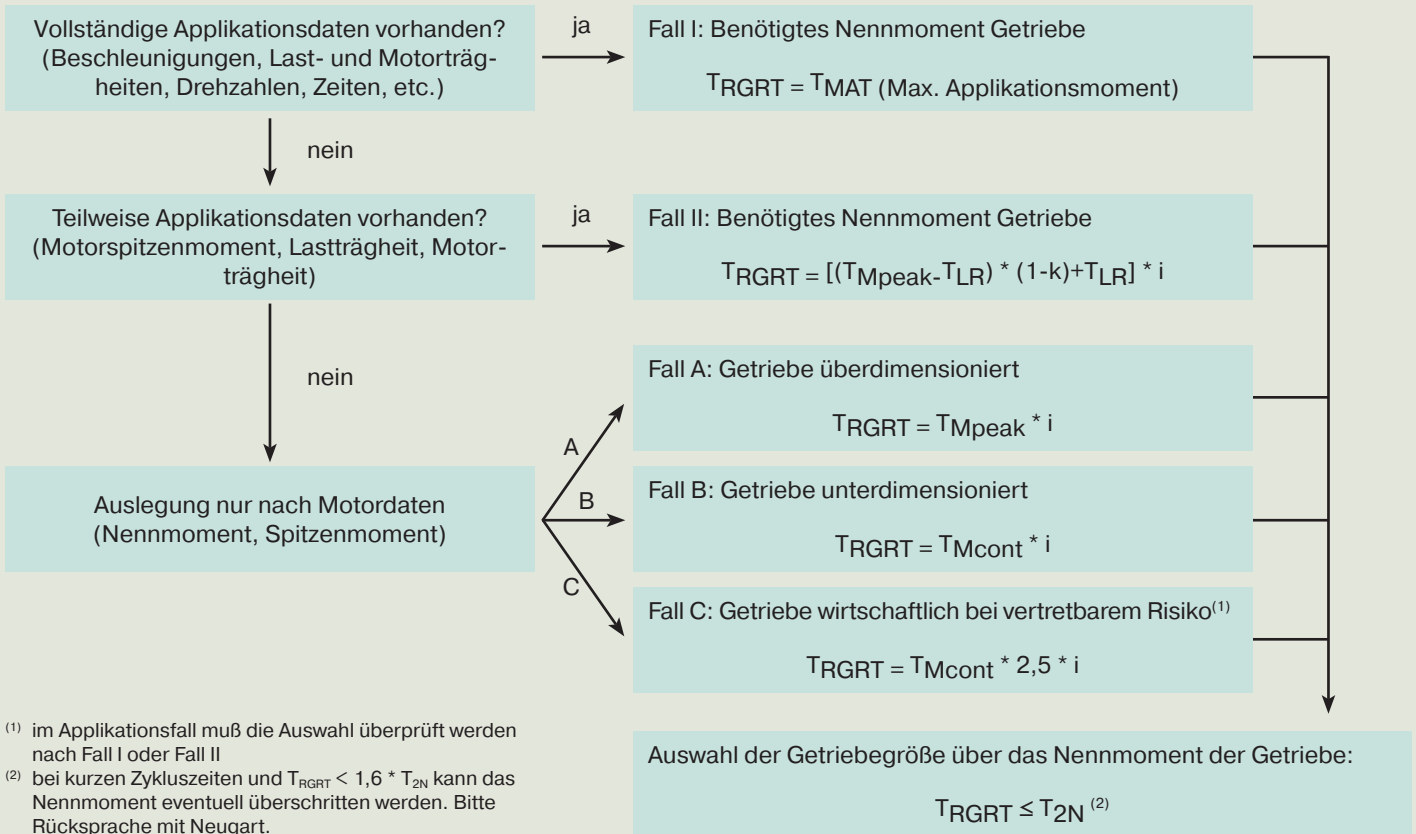 Vollständige Applikationsdaten vorhanden?
(Beschleunigungen, Last- und Motorträg-
heiten, Drehzahlen, Zeiten, etc.)
ja
Fall I: Benötigtes Nennmoment Getriebe
TRGRT = TMAT (Max. Applikationsmoment)
nein
Teilweise Applikationsdaten vorhanden?
(Motorspitzenmoment, Lastträgheit, Motor-
trägheit)
ja
Fall II: Benötigtes Nennmoment Getriebe
TRGRT = [(TMpeak-TLR) * (1-k)+TLR] * i
nein
Auslegung nur nach Motordaten
(Nennmoment, Spitzenmoment)
A
Fall A: Getriebe überdimensioniert
TRGRT = TMpeak * i
B
Fall B: Getriebe unterdimensioniert
TRGRT = TMcont * i
C
Fall C: Getriebe wirtschaftlich bei vertretbarem Risiko(1)
TRGRT = TMcont * 2,5 * i
(1) im Applikationsfall muß die Auswahl überprüft werden
nach Fall I oder Fall II
(2) bei kurzen Zykluszeiten und TRGRT < 1,6 * T2N kann das
Nennmoment eventuell überschritten werden. Bitte
Rücksprache mit Neugart.
Auswahl der Getriebegröße über das Nennmoment der Getriebe:
TRGRT ≤ T2N (2)